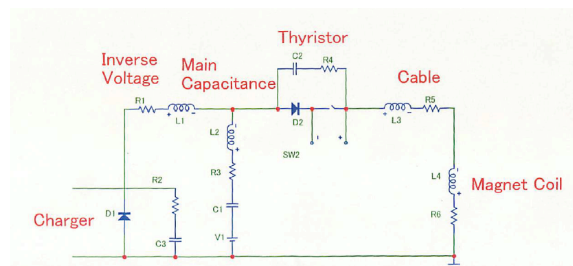 Thyristor
C2
R4
Inverse
Voltage
Main
Capacitance
Cable
R1
L1
D2
L3
R5
L2
SW2
R3
L4
Magnet Coil
R2
C1
R6
Charger
D1
V1
C3